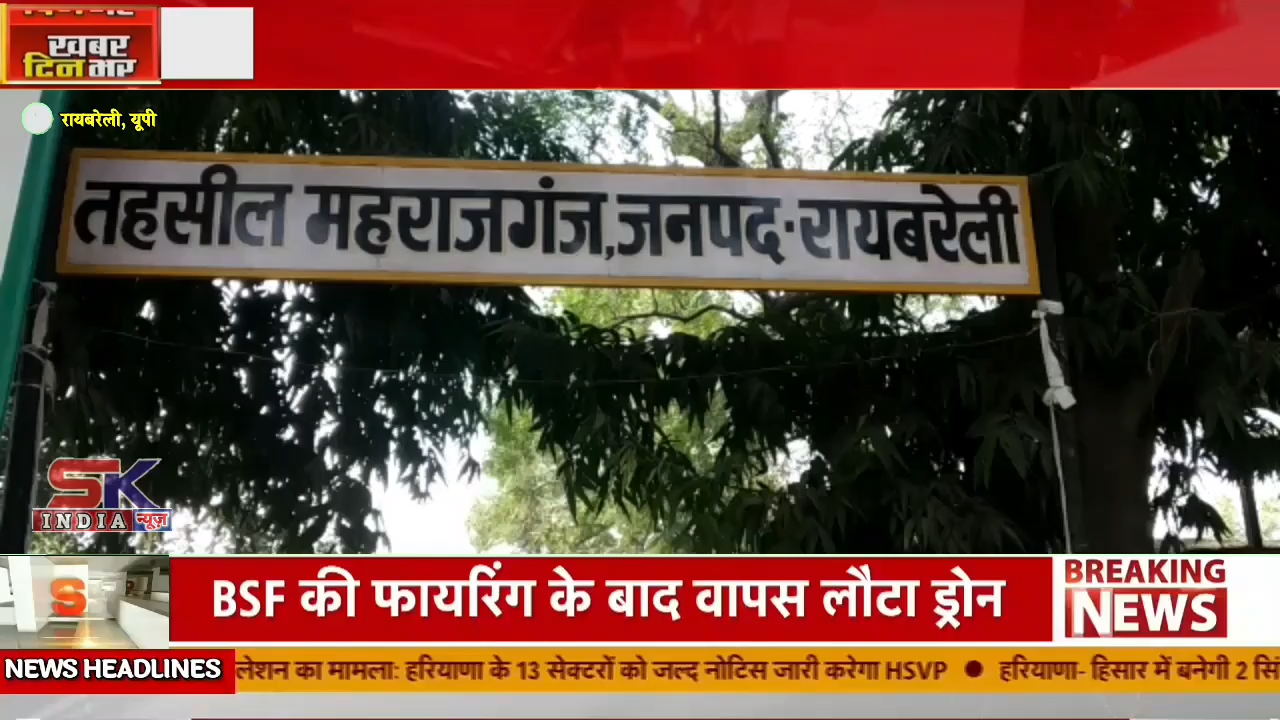 ख़बर
दिन भर
रायबरेली, यूपी
तहसील महराजगंज,जनपद-रायबरेली
SK
INDIA न्यूज़
S
BSF की फायरिंग के बाद वापस लौटा ड्रोन
BREAKING
NEWS
NEWS HEADLINES
लेशन का मामला: हरियाणा के 13 सेक्टरों को जल्द नोटिस जारी करेगा HSVP ● हरियाणा- हिसार में बनेगी 2